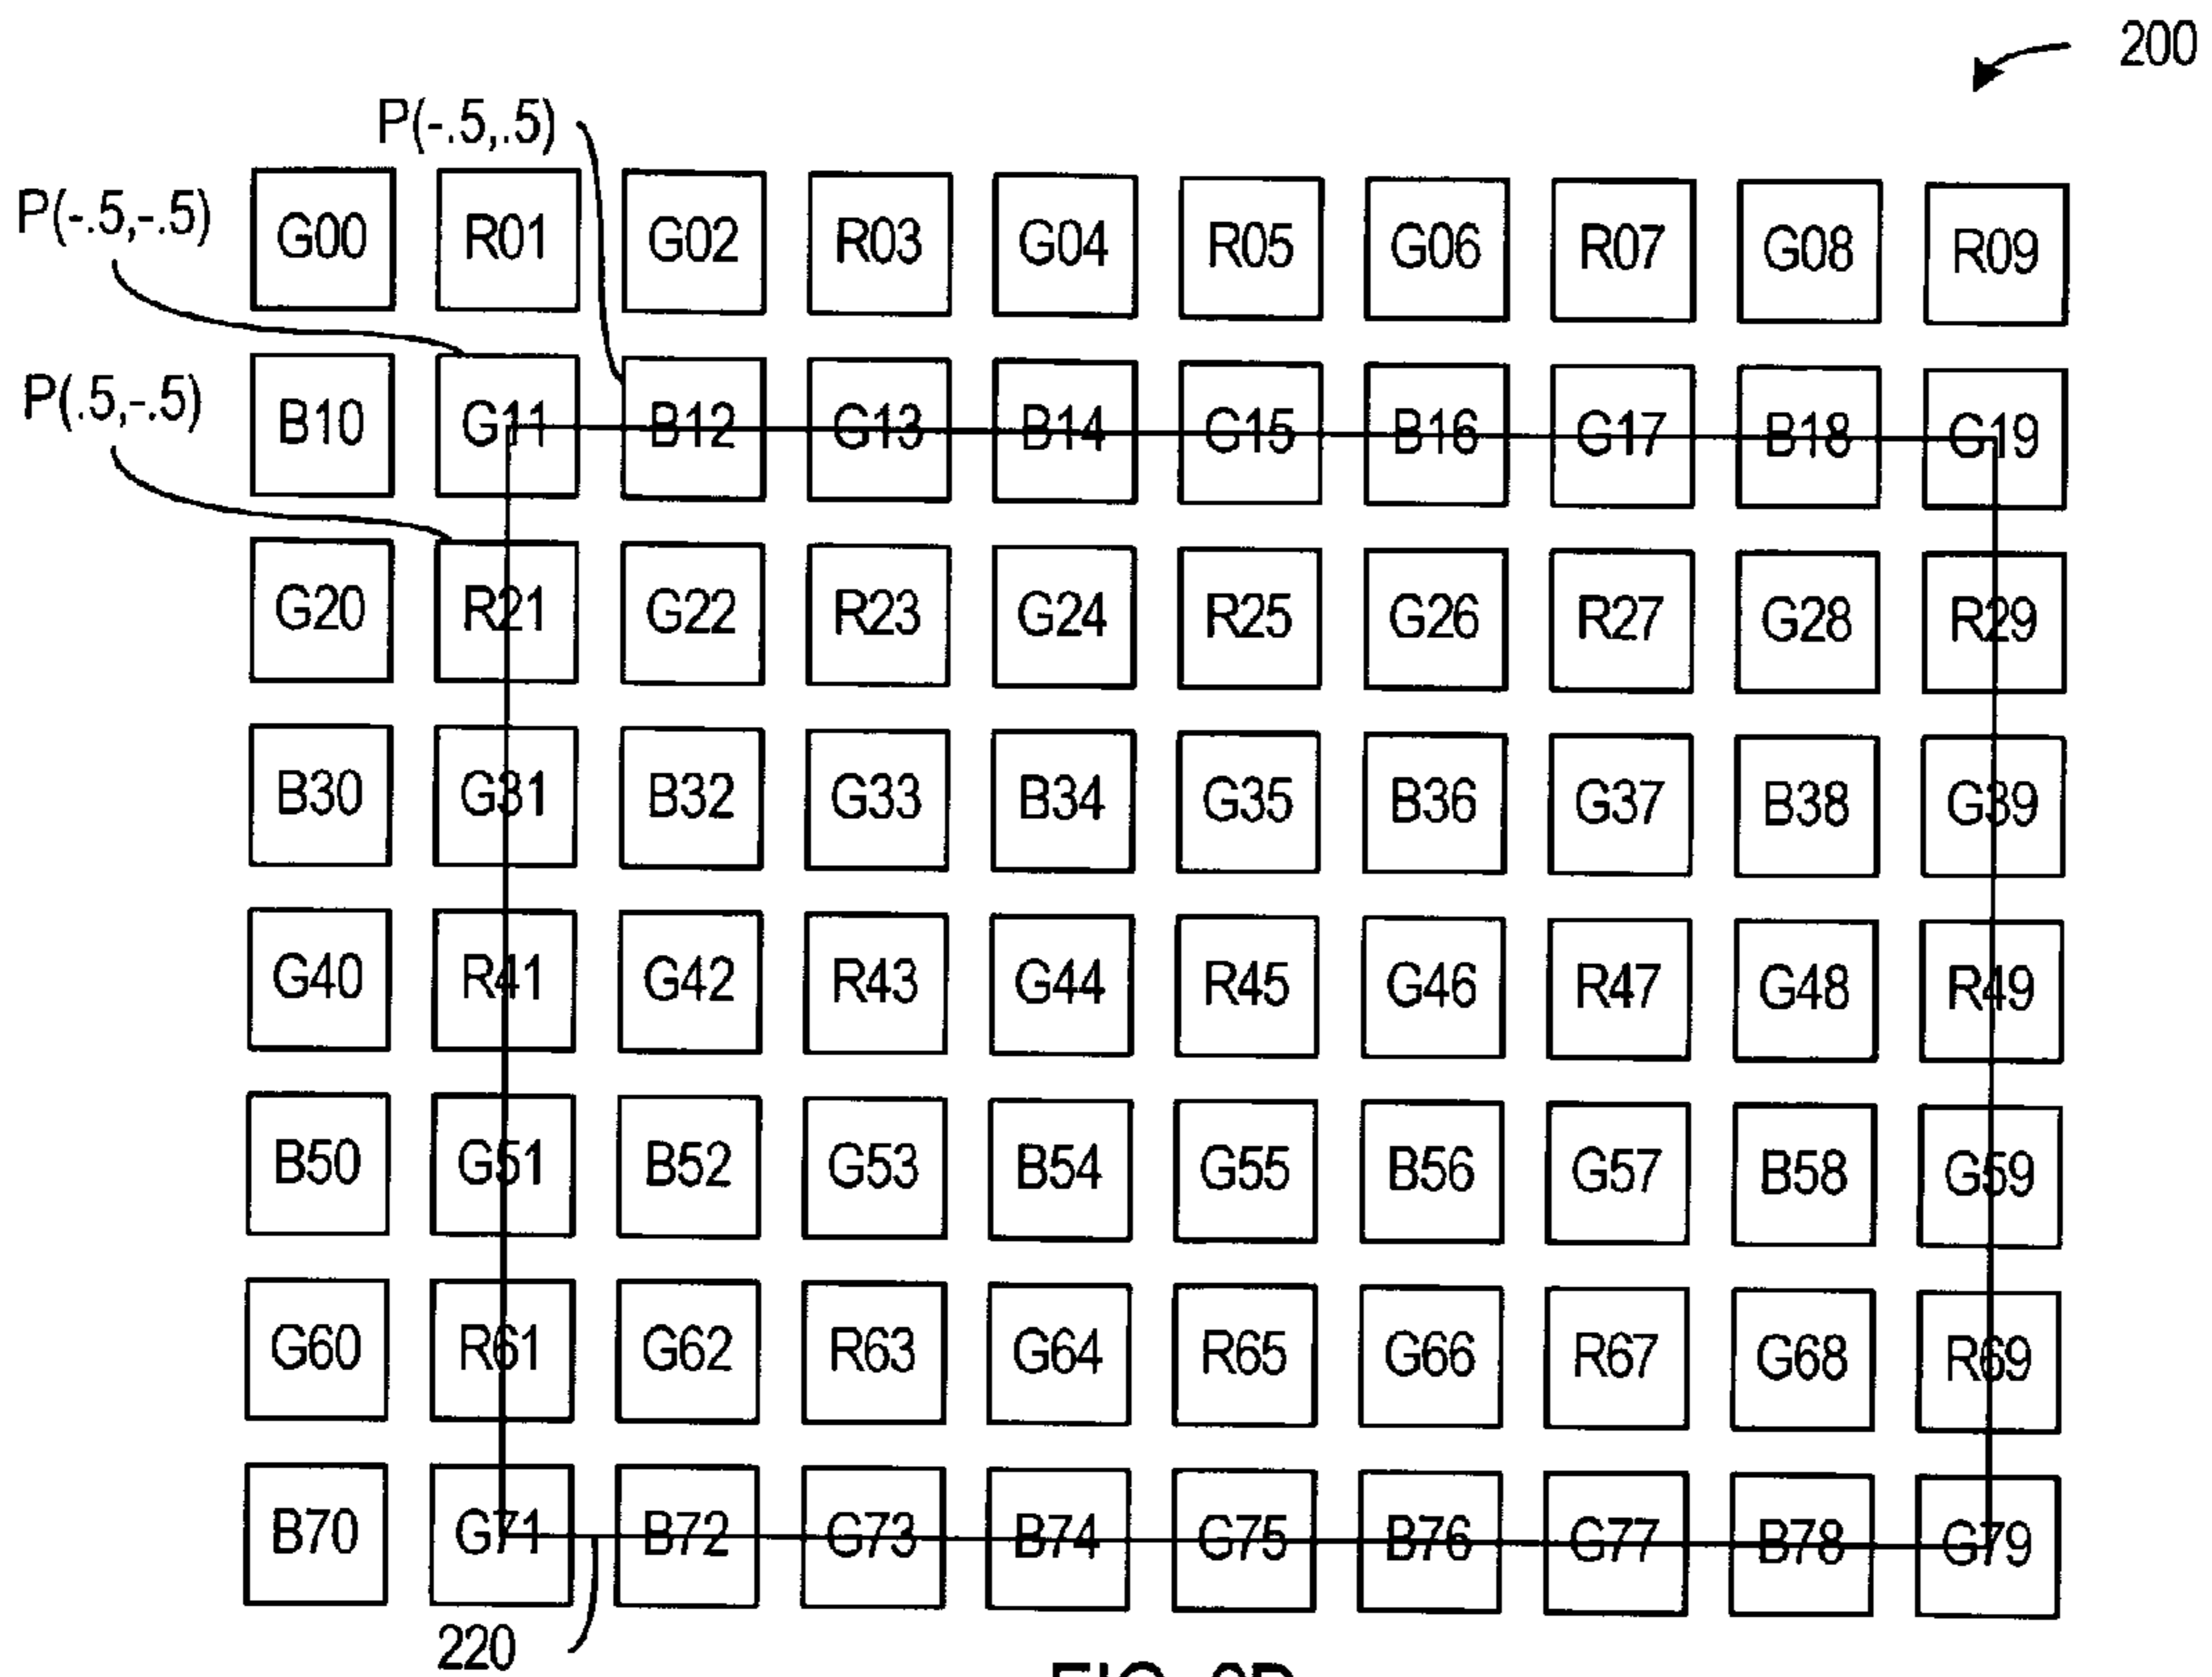 200
P(-.5,.5)
P(-.5,-.5)
G00 R01 G02 R03 G04 R05 G06 R07 G08 R09
P(.5,-.5)
B10 G11 B12 G13 B14 G15 B16 G17 B18 G19
G20 R21 G22 R23 G24 R25 G26 R27 G28 R29
B30 G31 B32 G33 B34 G35 B36 G37 B38 G39
G40 R41 G42 R43 G44 R45 G46 R47 G48 R49
B50 G51 B52 G53 B54 G55 B56 G57 B58 G59
G60 R61 G62 R63 G64 R65 G66 R67 G68 R69
B70 G71 B72 G73 B74 G75 B76 G77 B78 G79
220